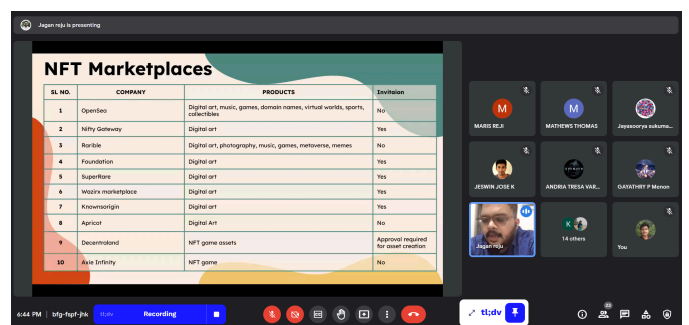 Jagan reju is presenting
NFT Marketplaces
SL NO. COMPANY PRODUCTS Invitaion
1 OpenSea Digital art, music, games, domain names, virtual worlds, sports, collectibles No
2 Nifty Gateway Digital art Yes
3 Rarible Digital art, photography, music, games, metaverse, memes No
4 Foundation Digital art Yes
5 SuperRare Digital art Yes
6 Wazirx marketplace Digital art Yes
7 Knownsorigin Digital art Yes
8 Apricot Digital Art No
9 Decentraland NFT game assets Approval required for asset creation
10 Axie Infinity NFT game No
M
MARIS REJI
M
MATHEWS THOMAS
Jayasoorya sukuma...
JESWIN JOSE K
ANDRIA TRESA VAR...
GAYATHRY P Menon
Jagan reju
K
14 others
You
6:44 PM | bfg-fspf-jhk
tl;dv Recording
tl;dv